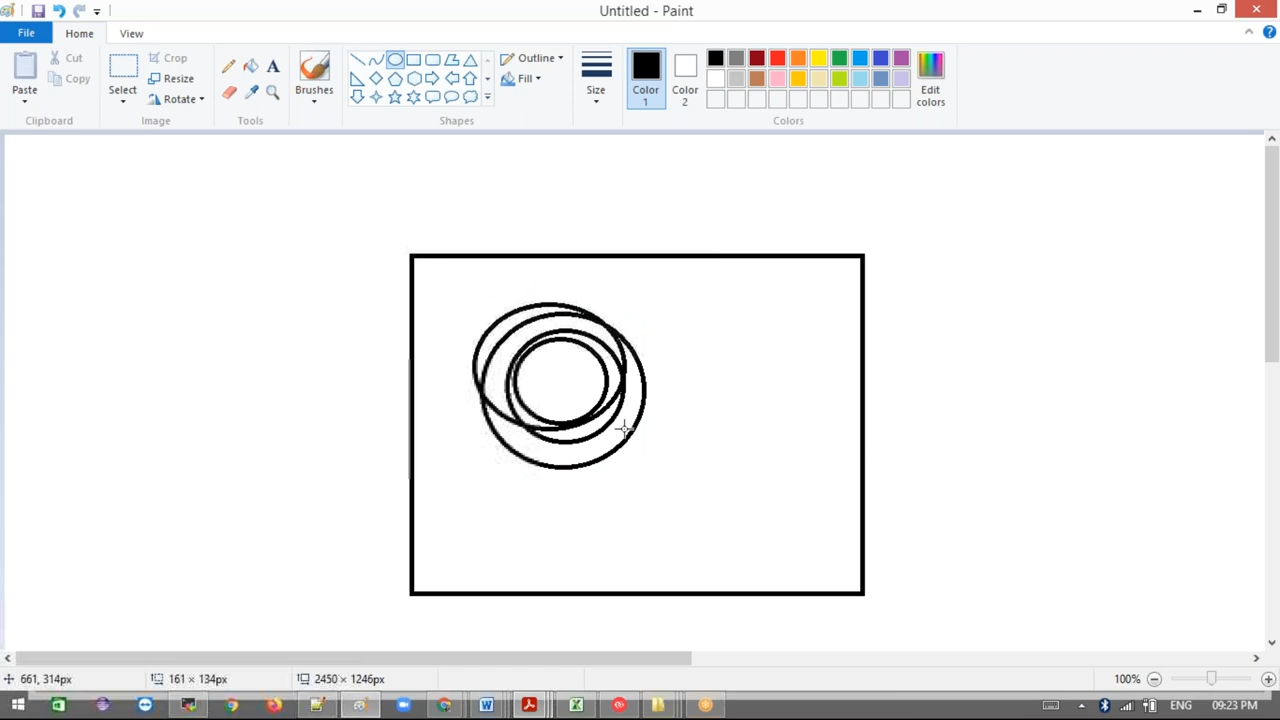 Untitled - Paint
File
Home
View
Paste
Cut
Copy
Clipboard
Select
Crop
Resize
Rotate
Image
A
Tools
Brushes
Shapes
Outline
Fill
Size
Color 1
Color 2
Edit colors
Colors
661, 314px
161 × 134px
2450 × 1246px
100%
ENG
09:23 PM